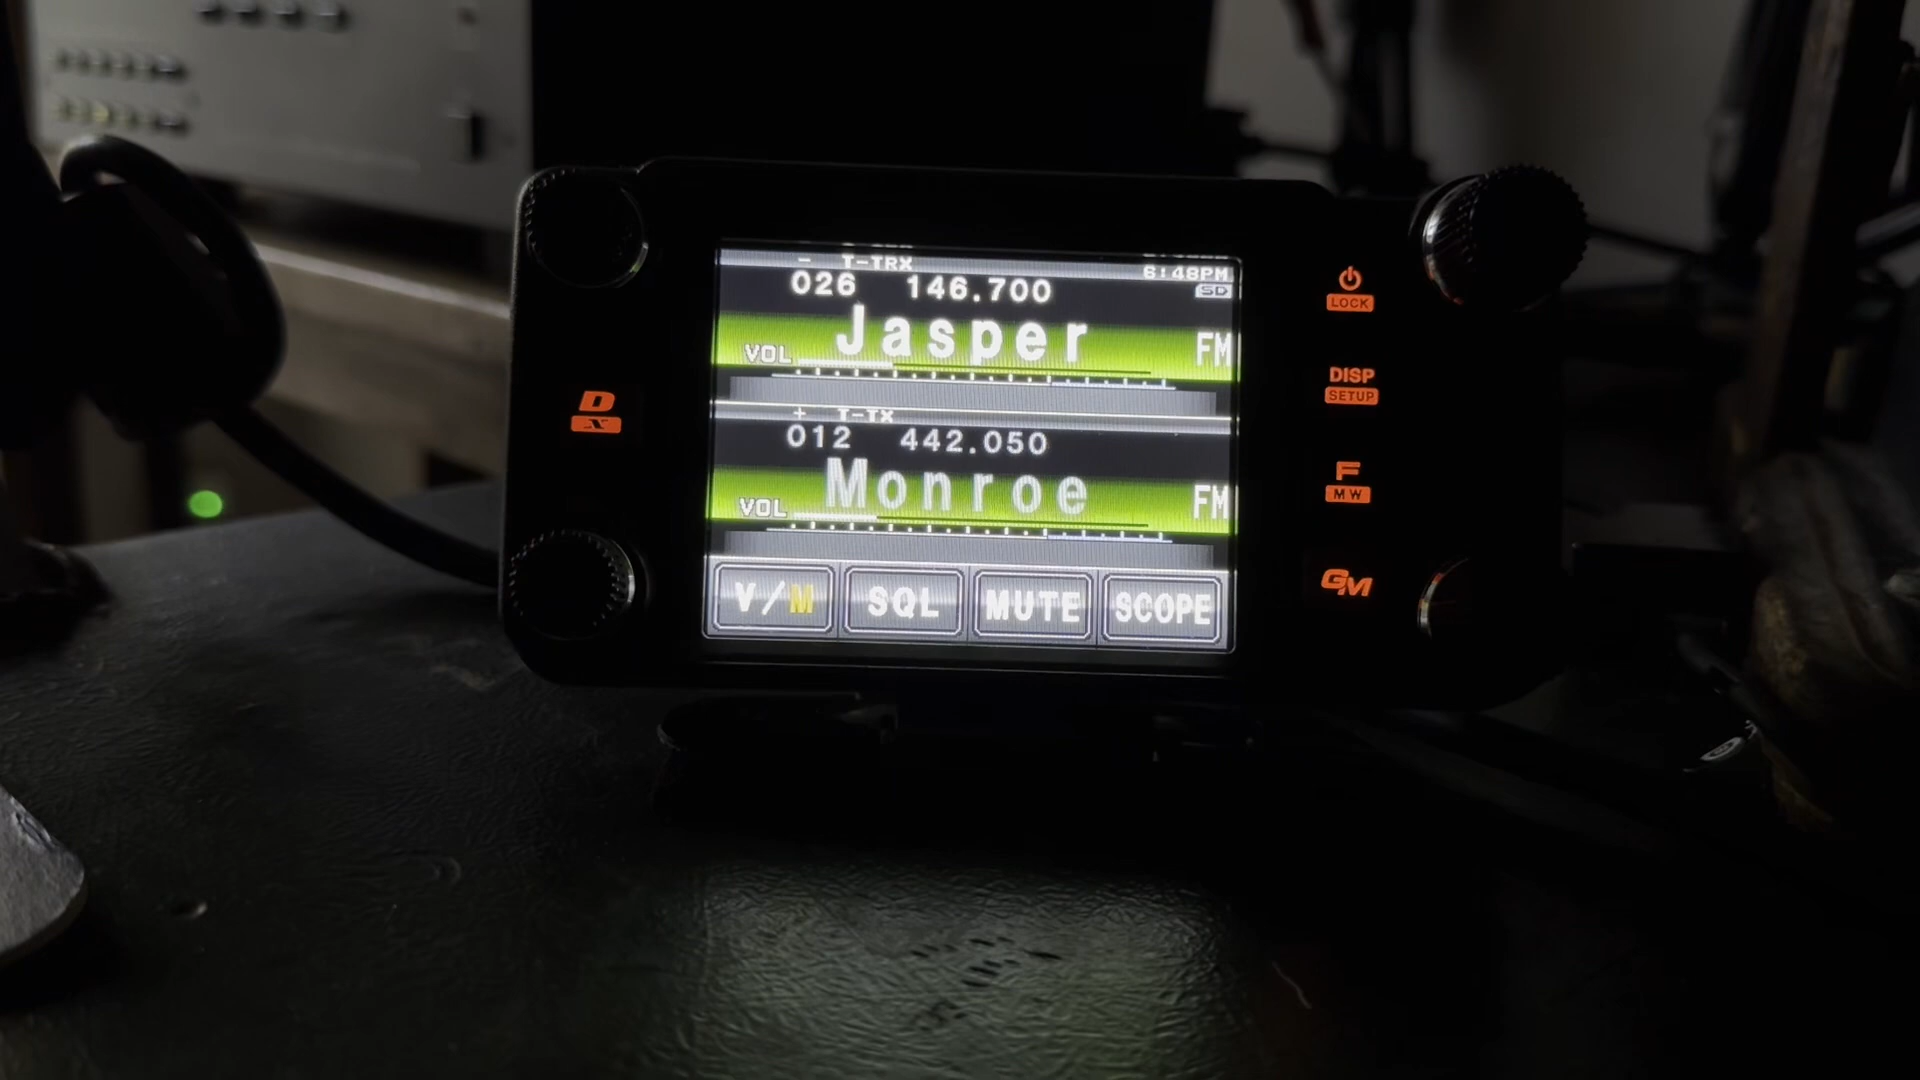 - T-TRX 6:48PM
026 146.700 SD
Jasper
VOL FM
+ T-TX
012 442.050
Monroe
VOL FM
V/M SQL MUTE SCOPE
D
X
LOCK
DISP
SETUP
F
MW
GM